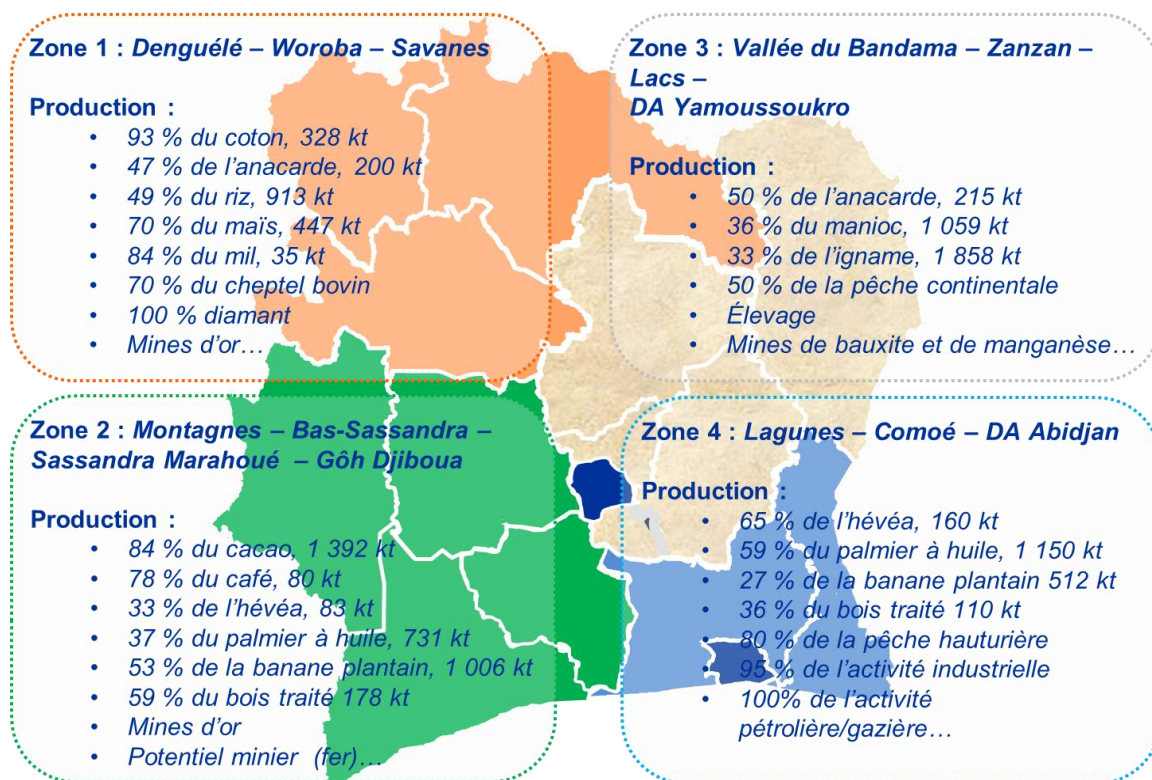 Zone 1 : Denguélé – Woroba – Savanes
Production :
• 93 % du coton, 328 kt
• 47 % de l’anacarde, 200 kt
• 49 % du riz, 913 kt
• 70 % du maïs, 447 kt
• 84 % du mil, 35 kt
• 70 % du cheptel bovin
• 100 % diamant
• Mines d’or…
Zone 3 : Vallée du Bandama – Zanzan –
Lacs –
DA Yamoussoukro
Production :
• 50 % de l’anacarde, 215 kt
• 36 % du manioc, 1 059 kt
• 33 % de l’igname, 1 858 kt
• 50 % de la pêche continentale
• Élevage
• Mines de bauxite et de manganèse…
Zone 2 : Montagnes – Bas-Sassandra –
Sassandra Marahoué – Gôh Djiboua
Production :
• 84 % du cacao, 1 392 kt
• 78 % du café, 80 kt
• 33 % de l’hévéa, 83 kt
• 37 % du palmier à huile, 731 kt
• 53 % de la banane plantain, 1 006 kt
• 59 % du bois traité 178 kt
• Mines d’or
• Potentiel minier (fer)…
Zone 4 : Lagunes – Comoé – DA Abidjan
Production :
• 65 % de l’hévéa, 160 kt
• 59 % du palmier à huile, 1 150 kt
• 27 % de la banane plantain 512 kt
• 36 % du bois traité 110 kt
• 80 % de la pêche hauturière
• 95 % de l’activité industrielle
• 100% de l’activité
pétrolière/gazière…